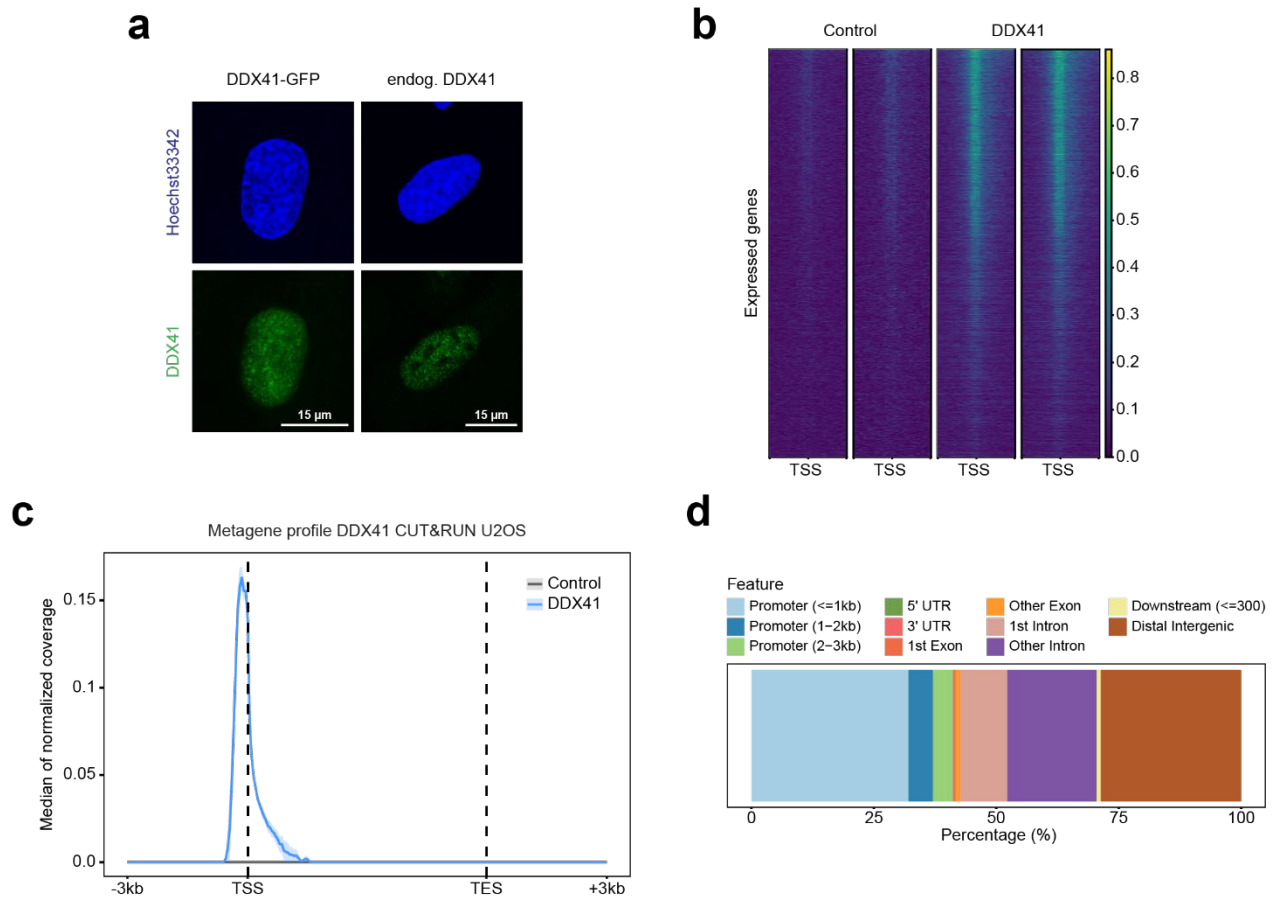 a
DDX41-GFP
endog. DDX41
Hoechst33342
DDX41
15 µm
15 µm
b
Control
DDX41
Expressed genes
0.8
0.7
0.6
0.5
0.4
0.3
0.2
0.1
0.0
TSS
TSS
TSS
TSS
c
Metagene profile DDX41 CUT&RUN U2OS
Median of normalized coverage
0.15
0.1
0.05
0.0
Control
DDX41
-3kb
TSS
TES
+3kb
d
Feature
Promoter (<=1kb)
Promoter (1−2kb)
Promoter (2−3kb)
5' UTR
3' UTR
1st Exon
Other Exon
1st Intron
Other Intron
Downstream (<=300)
Distal Intergenic
0
25
50
75
100
Percentage (%)